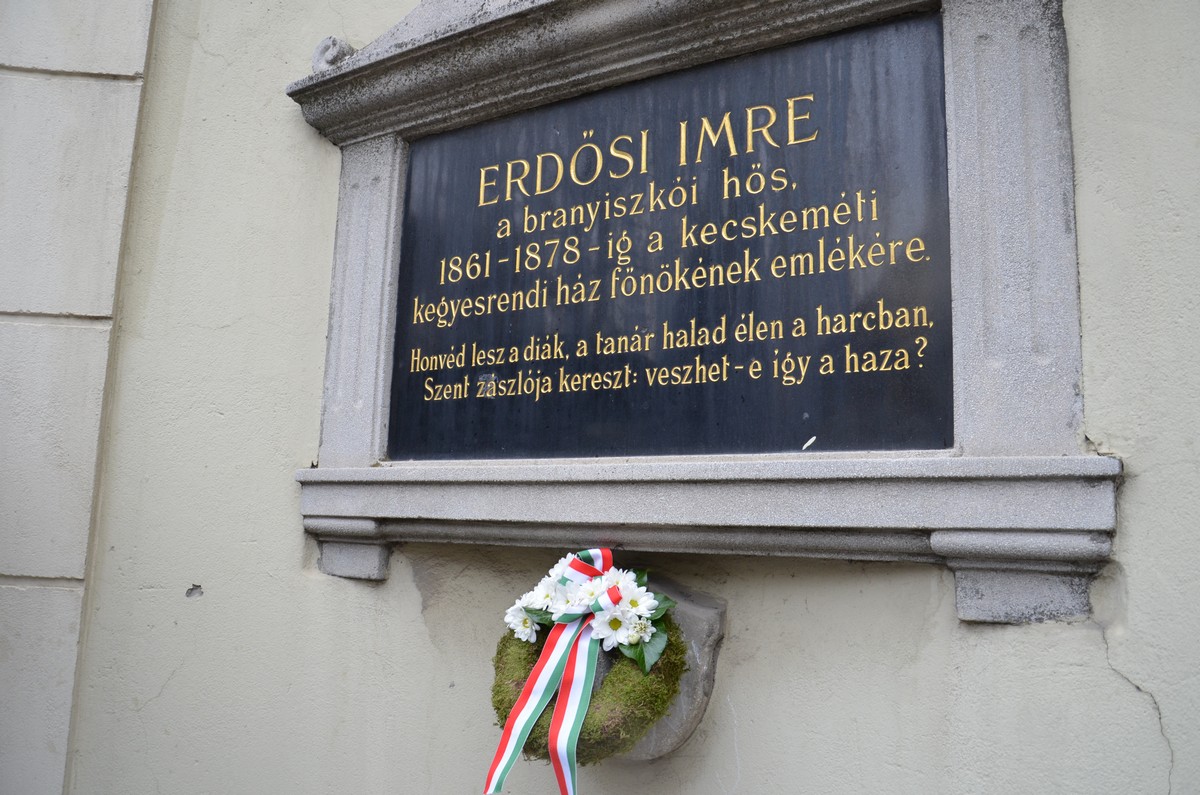 ERDŐSI IMRE
a branyiszkói hős,
1861-1878-ig a kecskeméti
kegyesrendi ház főnökének emlékére.
Honvéd lesz a diák, a tanár halad élen a harcban,
Szent zászlója kereszt: veszhet-e így a haza?